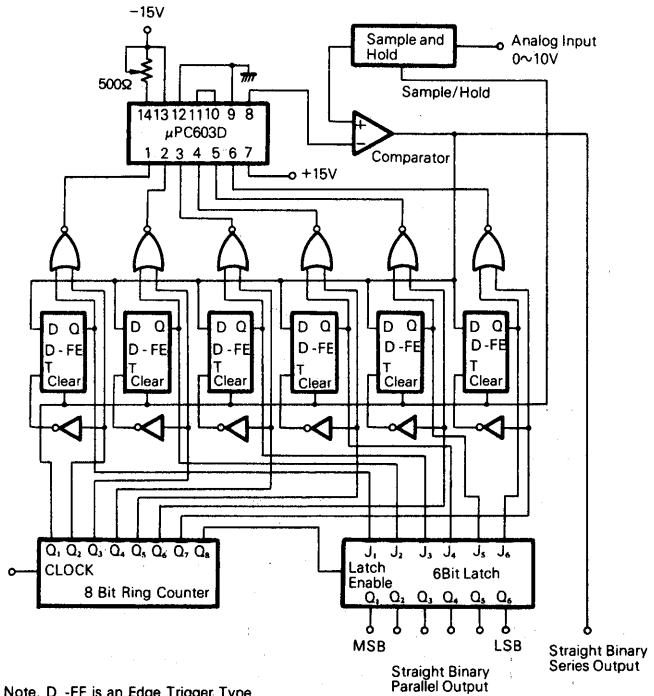 -15V
500Ω
14 13 12 11 10 9 8
μPC603D
1 2 3 4 5 6 7
+15V
Sample and
Hold
Analog Input
0~10V
Sample/Hold
+
-
Comparator
D Q D Q D Q D Q D Q D Q
D -FE D -FE D -FE D -FE D -FE D -FE
T T T T T T
Clear Clear Clear Clear Clear Clear
Q₁ Q₂ Q₃ Q₄ Q₅ Q₆ Q₇ Q₈
CLOCK
8 Bit Ring Counter
J₁ J₂ J₃ J₄ J₅ J₆
Latch
Enable
6Bit Latch
Q₁ Q₂ Q₃ Q₄ Q₅ Q₆
MSB LSB
Straight Binary
Parallel Output
Straight Binary
Series Output
Note. D -FF is an Edge Trigger Type